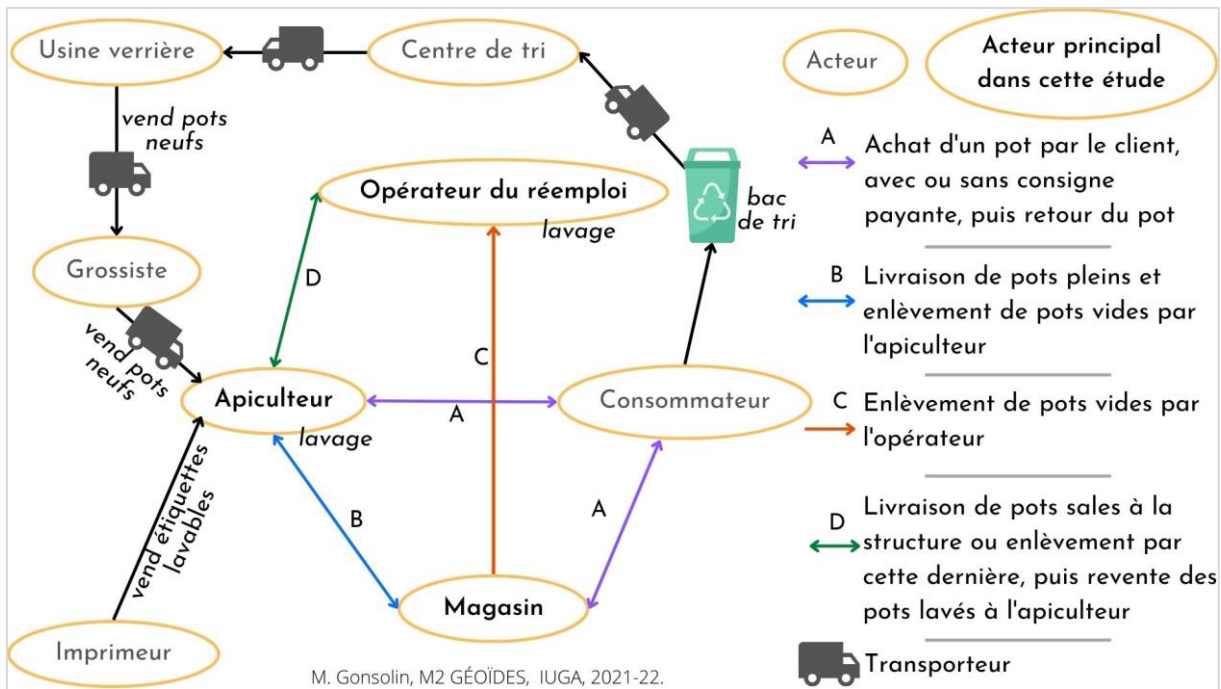 Usine verrière
Centre de tri
vend pots
neufs
Grossiste
vend pots
neufs
Opérateur du réemploi
lavage
bac
de tri
D
C
Apiculteur
lavage
A
Consommateur
B
A
vend étiquettes
lavables
Magasin
Imprimeur
M. Gonsolin, M2 GÉOÏDES, IUGA, 2021-22.
Acteur
Acteur principal
dans cette étude
A
Achat d'un pot par le client,
avec ou sans consigne
payante, puis retour du pot
B
Livraison de pots pleins et
enlèvement de pots vides par
l'apiculteur
C
Enlèvement de pots vides par
l'opérateur
D
Livraison de pots sales à la
structure ou enlèvement par
cette dernière, puis revente des
pots lavés à l'apiculteur
Transporteur